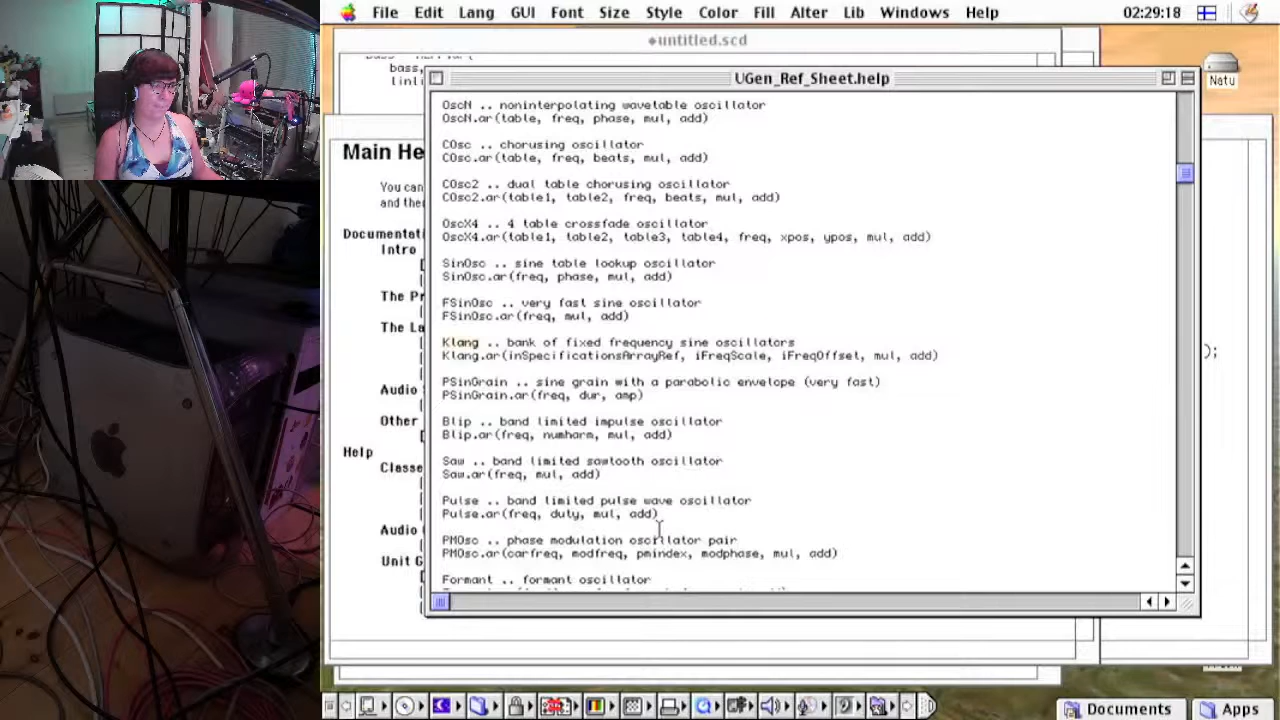 File Edit Lang GUI Font Size Style Color Fill Alter Lib Windows Help 02:29:18
untitled.scd
Natu
bass,
UGen_Ref_Sheet.help
OscN .. noninterpolating wavetable oscillator
OscN.ar(table, freq, phase, mul, add)
COsc .. chorusing oscillator
COsc.ar(table, freq, beats, mul, add)
COsc2 .. dual table chorusing oscillator
COsc2.ar(table1, table2, freq, beats, mul, add)
OscX4 .. 4 table crossfade oscillator
OscX4.ar(table1, table2, table3, table4, freq, xpos, ypos, mul, add)
SinOsc .. sine table lookup oscillator
SinOsc.ar(freq, phase, mul, add)
FSinOsc .. very fast sine oscillator
FSinOsc.ar(freq, mul, add)
Klang .. bank of fixed frequency sine oscillators
Klang.ar(inSpecificationsArrayRef, iFreqScale, iFreqOffset, mul, add)
PSinGrain .. sine grain with a parabolic envelope (very fast)
PSinGrain.ar(freq, dur, amp)
Blip .. band limited impulse oscillator
Blip.ar(freq, numharm, mul, add)
Saw .. band limited sawtooth oscillator
Saw.ar(freq, mul, add)
Pulse .. band limited pulse wave oscillator
Pulse.ar(freq, duty, mul, add)
PMOsc .. phase modulation oscillator pair
PMOsc.ar(carfreq, modfreq, pmindex, modphase, mul, add)
Formant .. formant oscillator
Main He
You can
and the
Documentati
Intro
The Pr
The La
Audio
Other
Help
Classe
Audio
Unit G
);
Documents
Apps